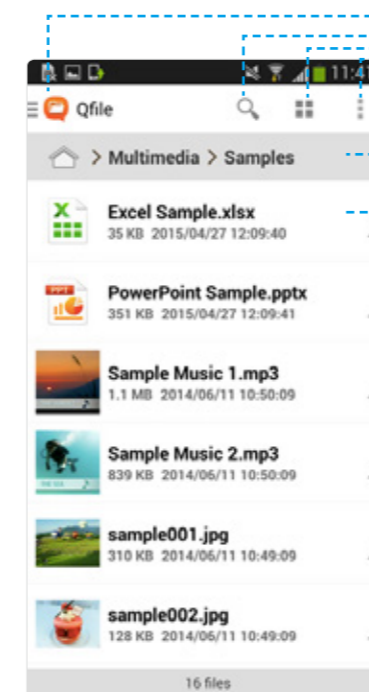 11:41
Qfile
> Multimedia > Samples
Excel Sample.xlsx
35 KB 2015/04/27 12:09:40
PPT
PowerPoint Sample.pptx
351 KB 2015/04/27 12:09:41
Sample Music 1.mp3
1.1 MB 2014/06/11 10:50:09
Sample Music 2.mp3
839 KB 2014/06/11 10:50:09
sample001.jpg
310 KB 2014/06/11 10:49:09
sample002.jpg
128 KB 2014/06/11 10:49:09
16 files